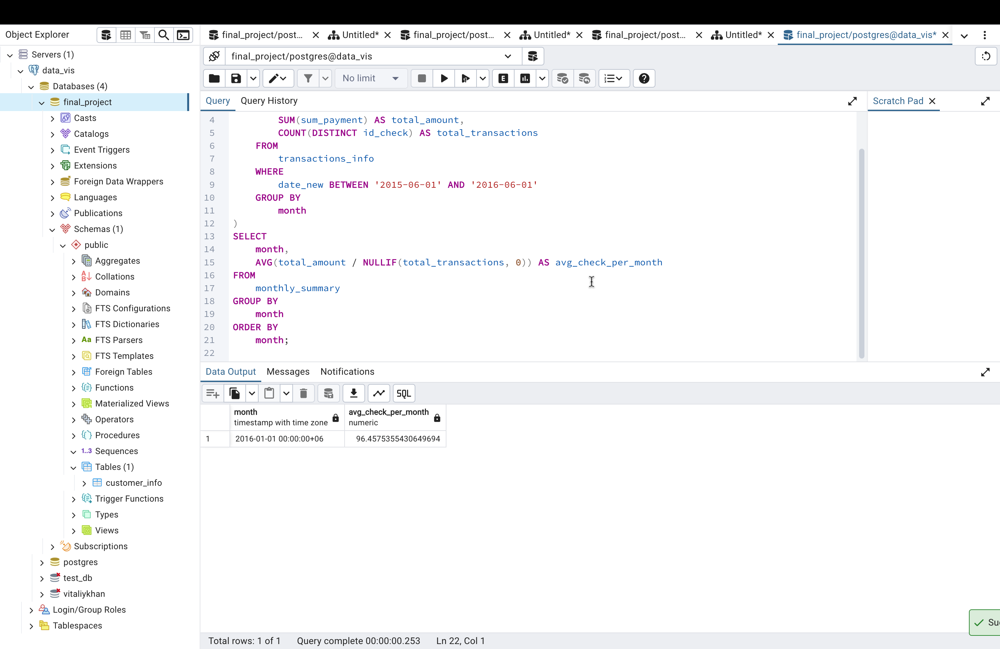 Object Explorer
final_project/post...
Untitled*
final_project/post...
Untitled*
final_project/post...
Untitled*
final_project/postgres@data_vis*
Servers (1)
data_vis
Databases (4)
final_project
Casts
Catalogs
Event Triggers
Extensions
Foreign Data Wrappers
Languages
Publications
Schemas (1)
public
Aggregates
Collations
Domains
FTS Configurations
FTS Dictionaries
Aa FTS Parsers
FTS Templates
Foreign Tables
Functions
Materialized Views
Operators
Procedures
1..3 Sequences
Tables (1)
customer_info
Trigger Functions
Types
Views
Subscriptions
postgres
test_db
vitaliykhan
Login/Group Roles
Tablespaces
final_project/postgres@data_vis
No limit
E
Query Query History
Scratch Pad
4 SUM(sum_payment) AS total_amount,
5 COUNT(DISTINCT id_check) AS total_transactions
6 FROM
7 transactions_info
8 WHERE
9 date_new BETWEEN '2015-06-01' AND '2016-06-01'
10 GROUP BY
11 month
12 )
13 SELECT
14 month,
15 AVG(total_amount / NULLIF(total_transactions, 0)) AS avg_check_per_month
16 FROM
17 monthly_summary
18 GROUP BY
19 month
20 ORDER BY
21 month;
22
Data Output Messages Notifications
SQL
month avg_check_per_month
timestamp with time zone numeric
1 2016-01-01 00:00:00+06 96.4575355430649694
Total rows: 1 of 1 Query complete 00:00:00.253 Ln 22, Col 1